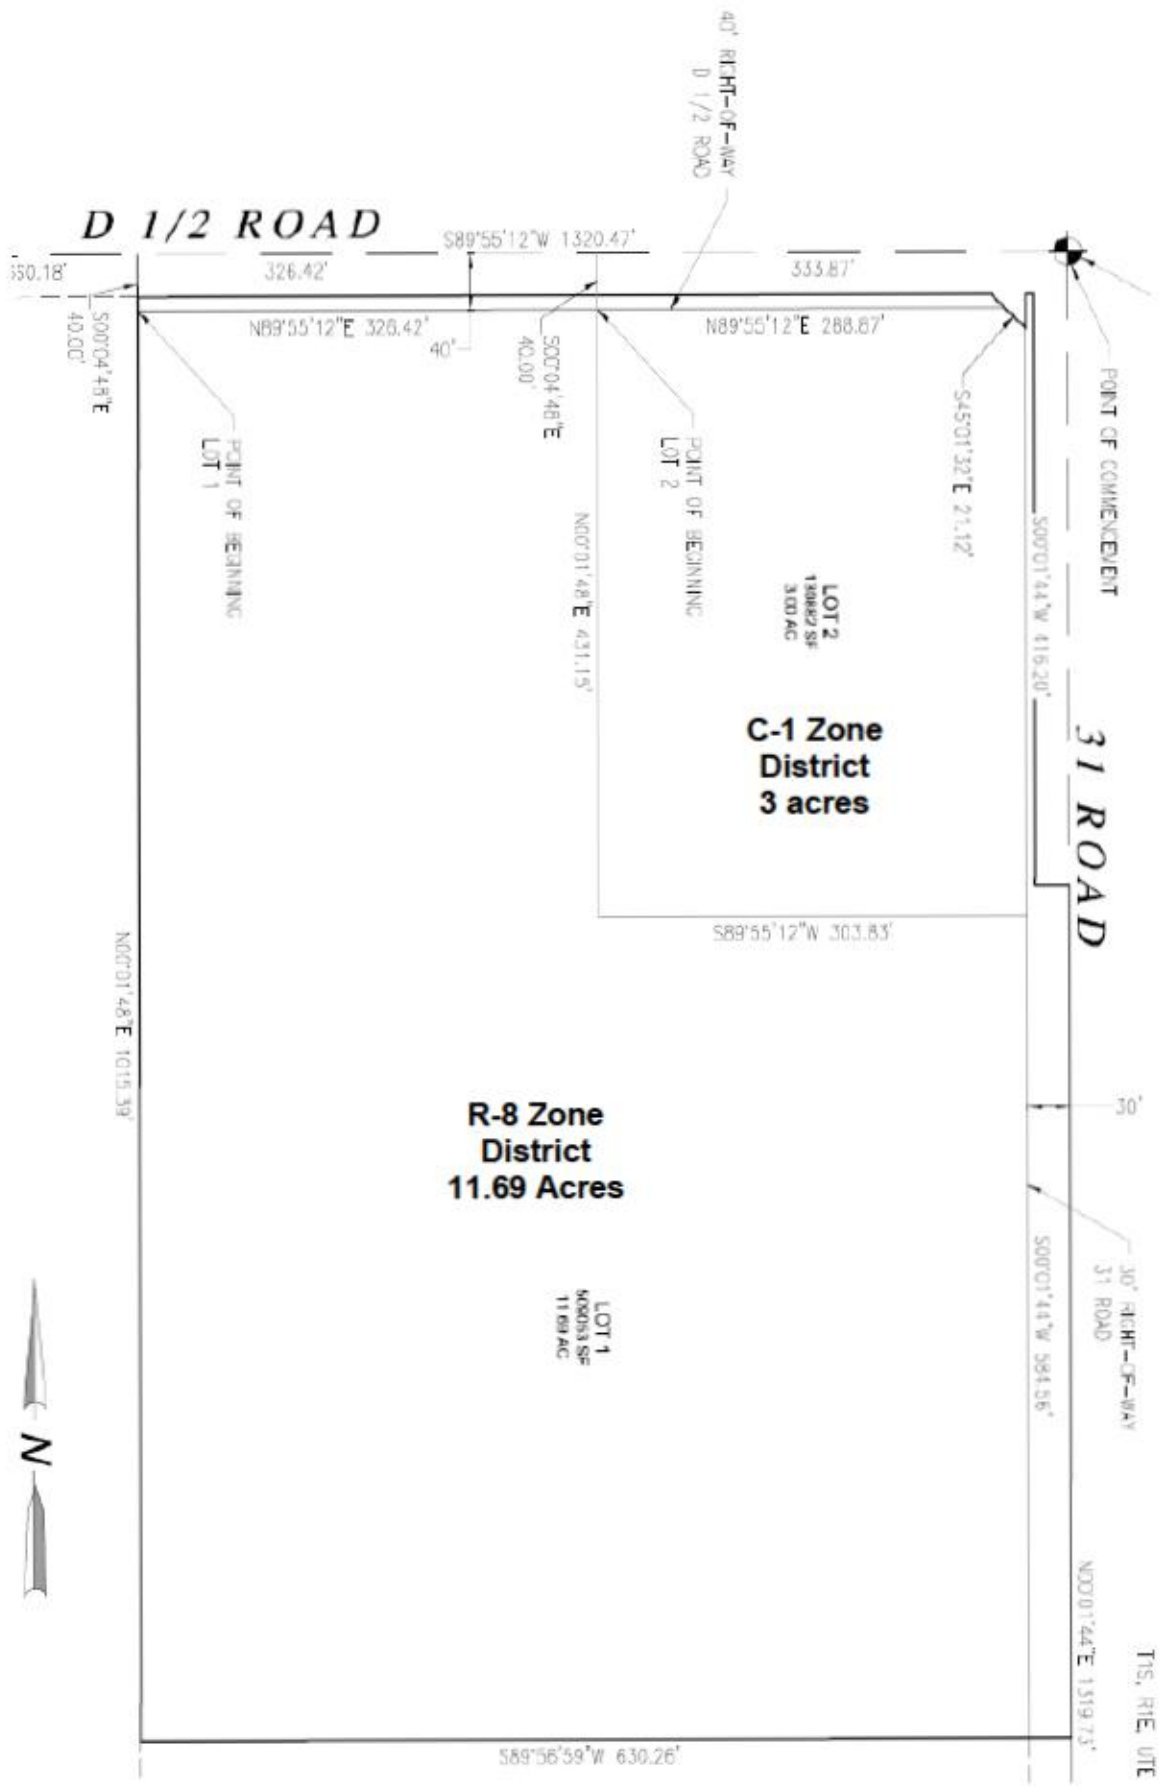 40' RIGHT-OF-WAY
D 1/2 ROAD
D 1/2 ROAD
S89°55'12"W 1320.47'
326.42'
333.87'
N89°55'12"E 326.42'
40'
N89°55'12"E 288.87'
S00°04'48"E
40.00'
S00°04'48"E
40.00'
POINT OF BEGINNING
LOT 1
POINT OF BEGINNING
LOT 2
S45°01'32"E 21.12'
POINT OF COMMENCEMENT
S00°01'44"W 416.20'
N00°01'48"E 431.15'
LOT 2
3.00 AC
C-1 Zone
District
3 acres
31 ROAD
S89°55'12"W 303.83'
N00°01'48"E 1015.39'
30'
R-8 Zone
District
11.69 Acres
30' RIGHT-OF-WAY
31 ROAD
S00°01'44"W 584.56'
LOT 1
509053 SF
11.69 AC
N
N00°01'44"E 1319.73'
T1S, R1E, UTE
S89°56'59"W 630.26'